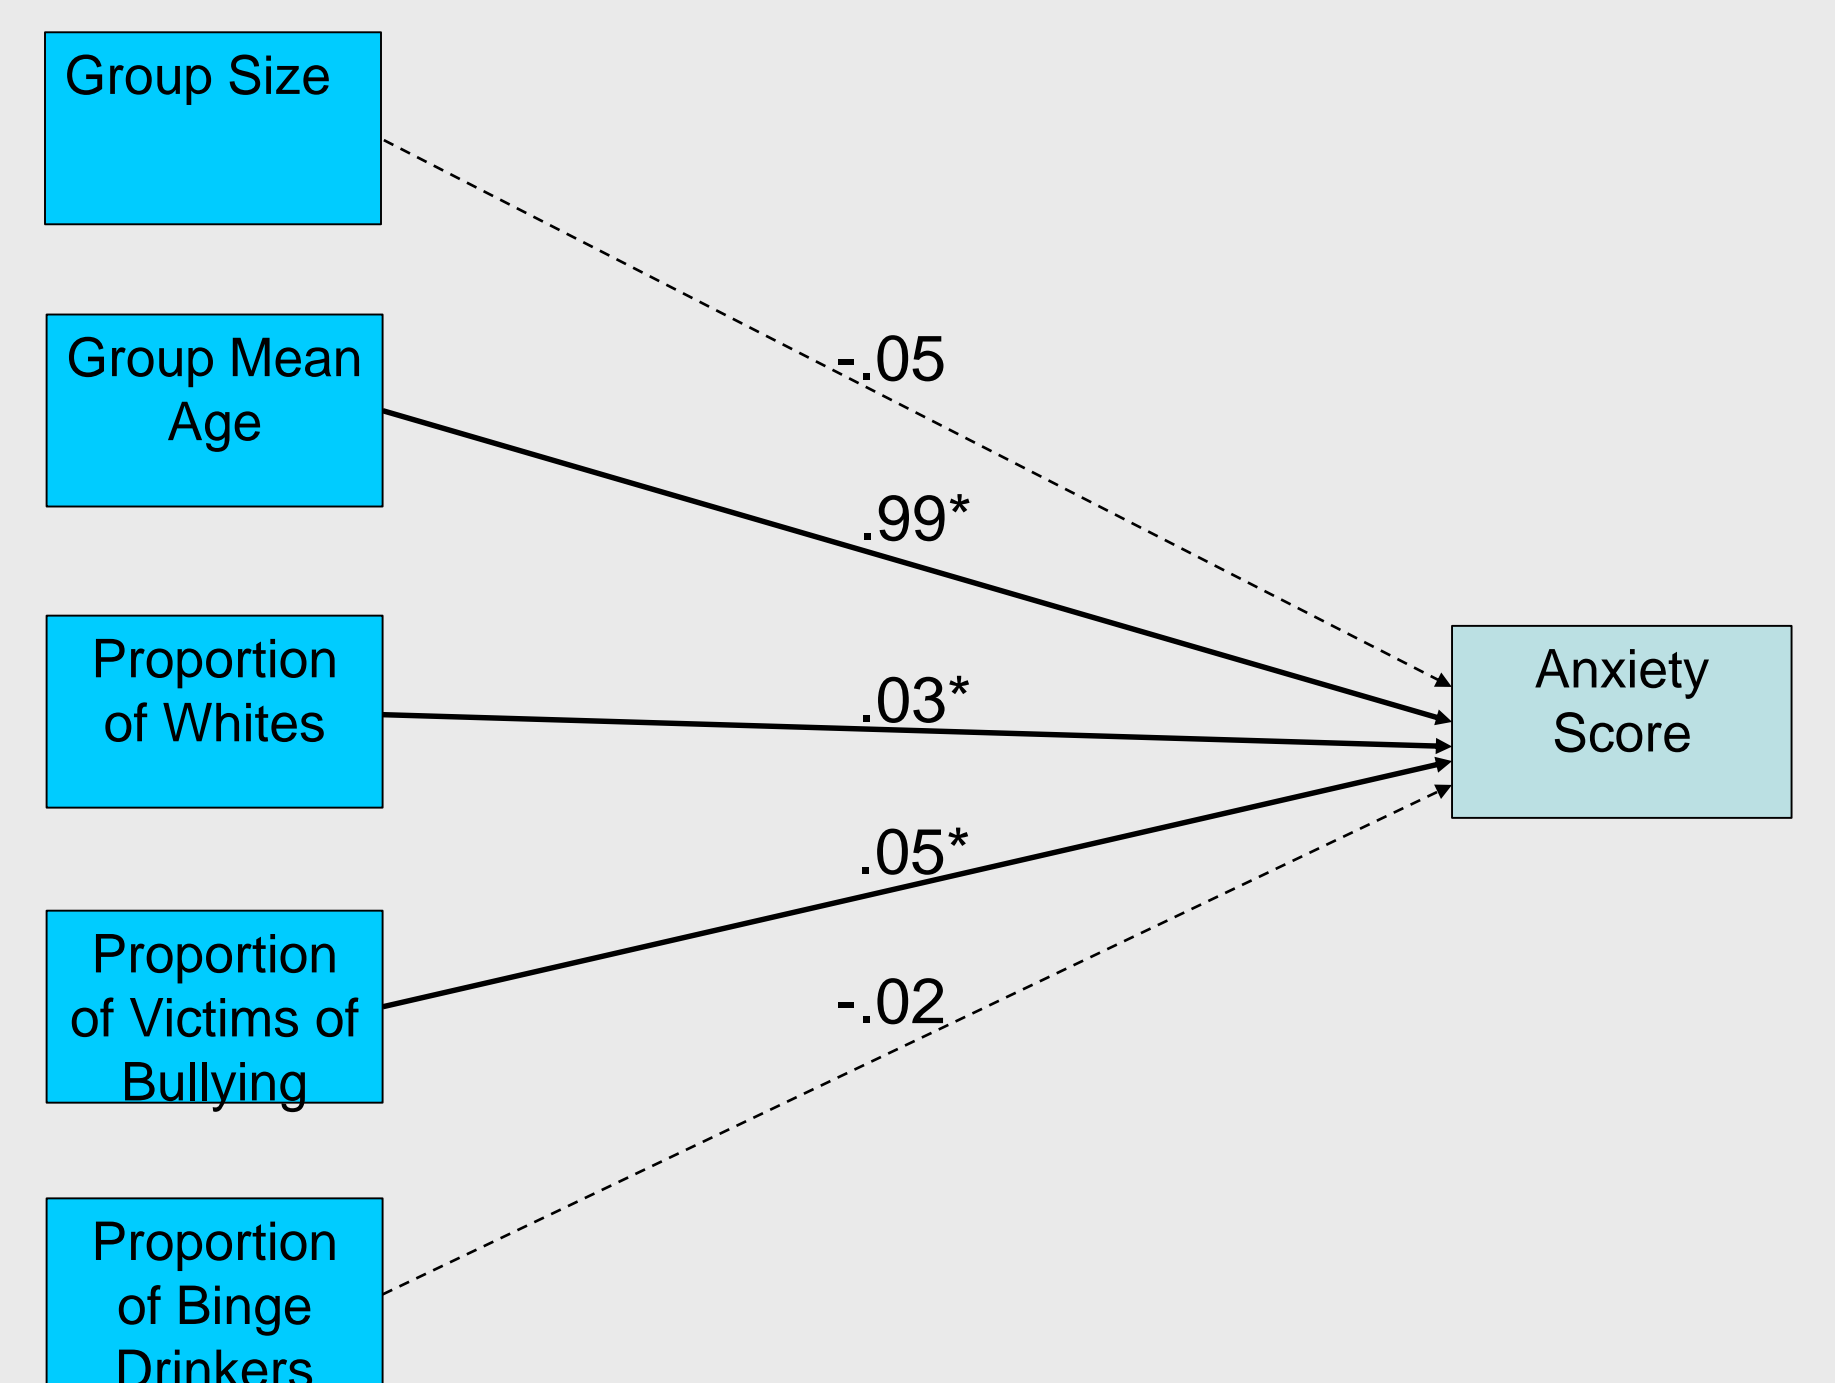 Group Size
Group Mean
Age
-.05
.99*
Proportion
of Whites
.03*
Anxiety
Score
.05*
Proportion
of Victims of
Bullying
-.02
Proportion
of Binge
Drinkers